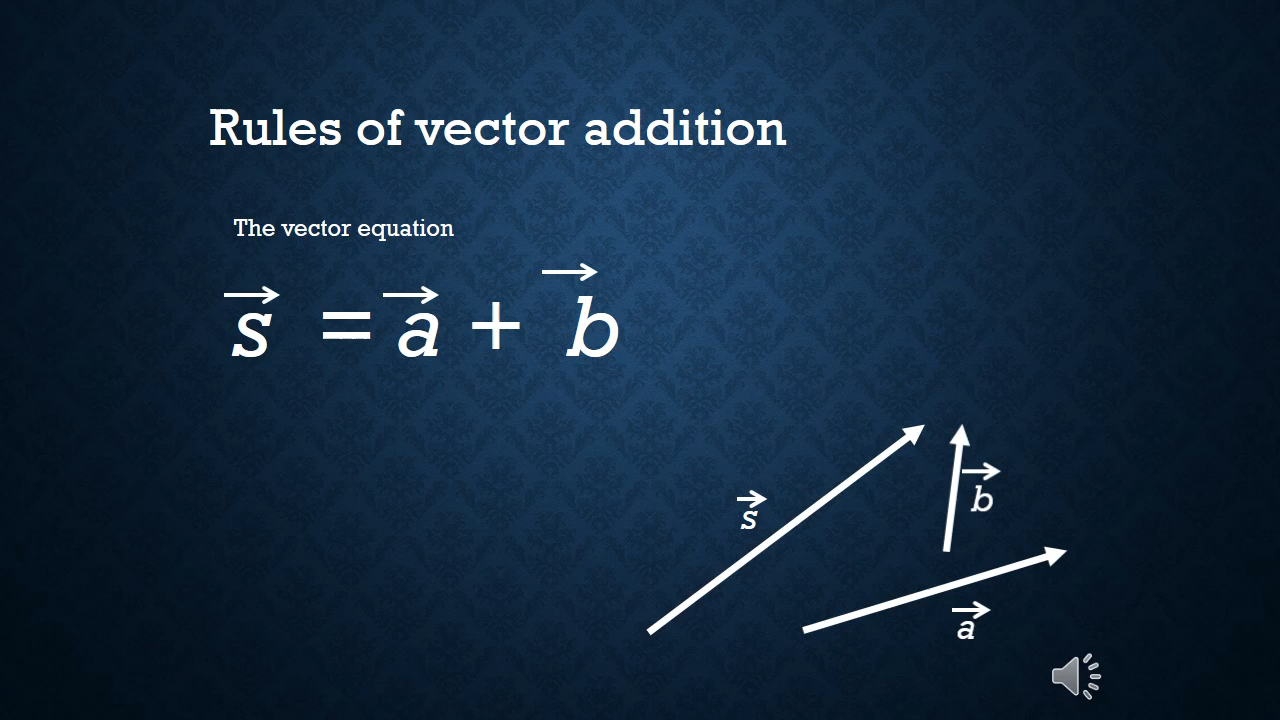 Rules of vector addition
The vector equation
s⃗ = a⃗ + b⃗
s⃗
b⃗
a⃗